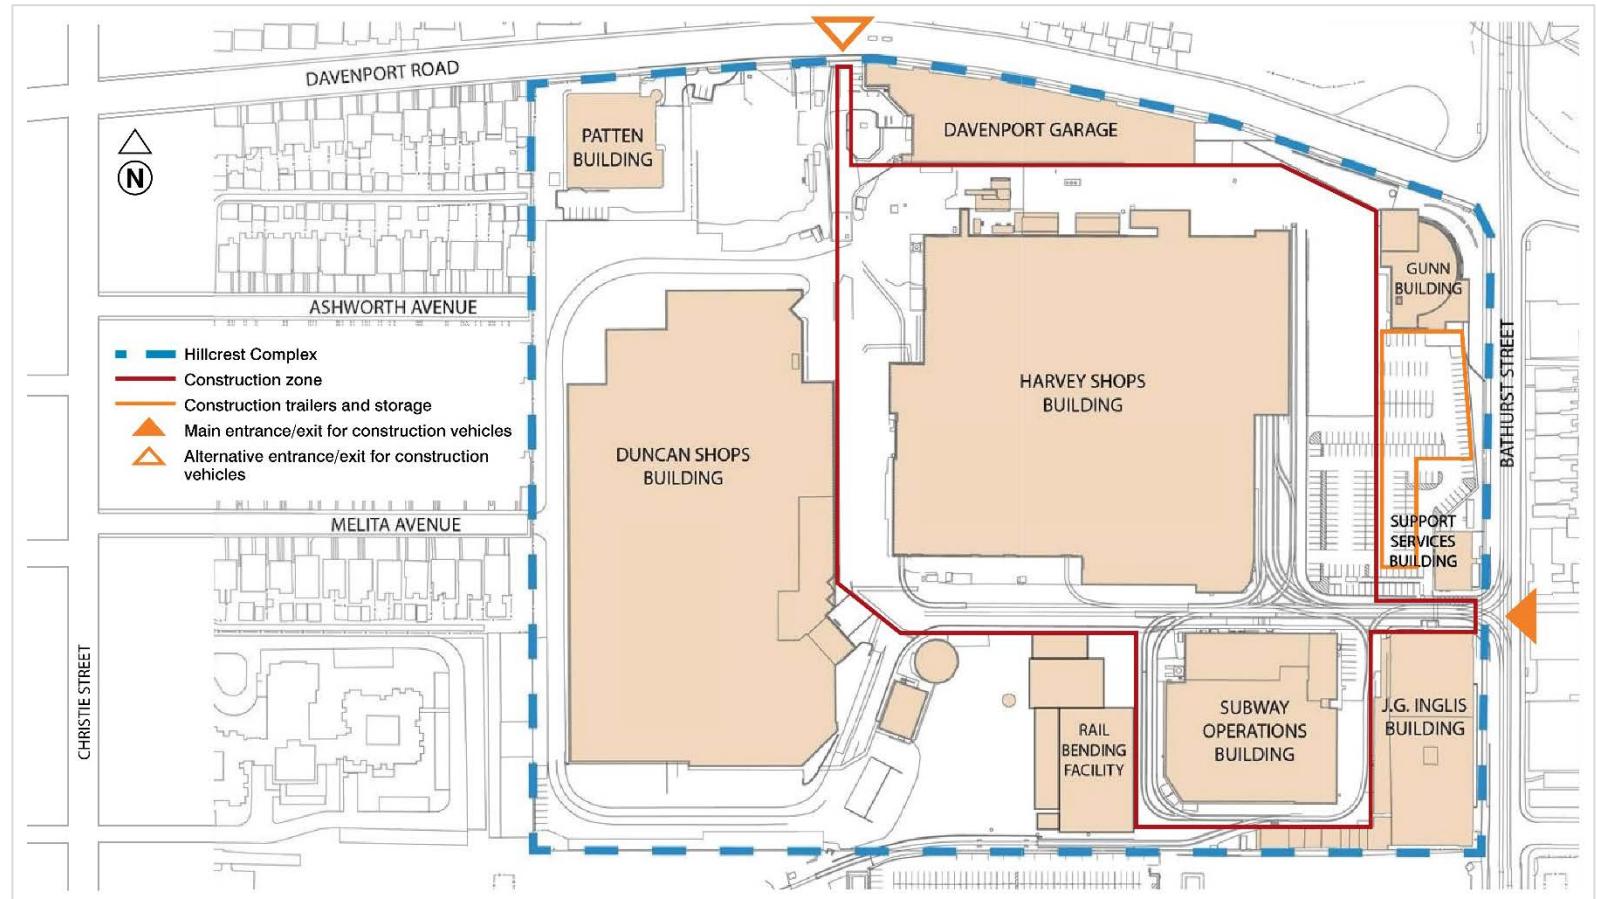 DAVENPORT ROAD
PATTEN
BUILDING
DAVENPORT GARAGE
N
GUNN
BUILDING
ASHWORTH AVENUE
Hillcrest Complex
Construction zone
Construction trailers and storage
Main entrance/exit for construction vehicles
Alternative entrance/exit for construction
vehicles
HARVEY SHOPS
BUILDING
BATHURST STREET
DUNCAN SHOPS
BUILDING
MELITA AVENUE
SUPPORT
SERVICES
BUILDING
CHRISTIE STREET
RAIL
BENDING
FACILITY
SUBWAY
OPERATIONS
BUILDING
J.G. INGLIS
BUILDING